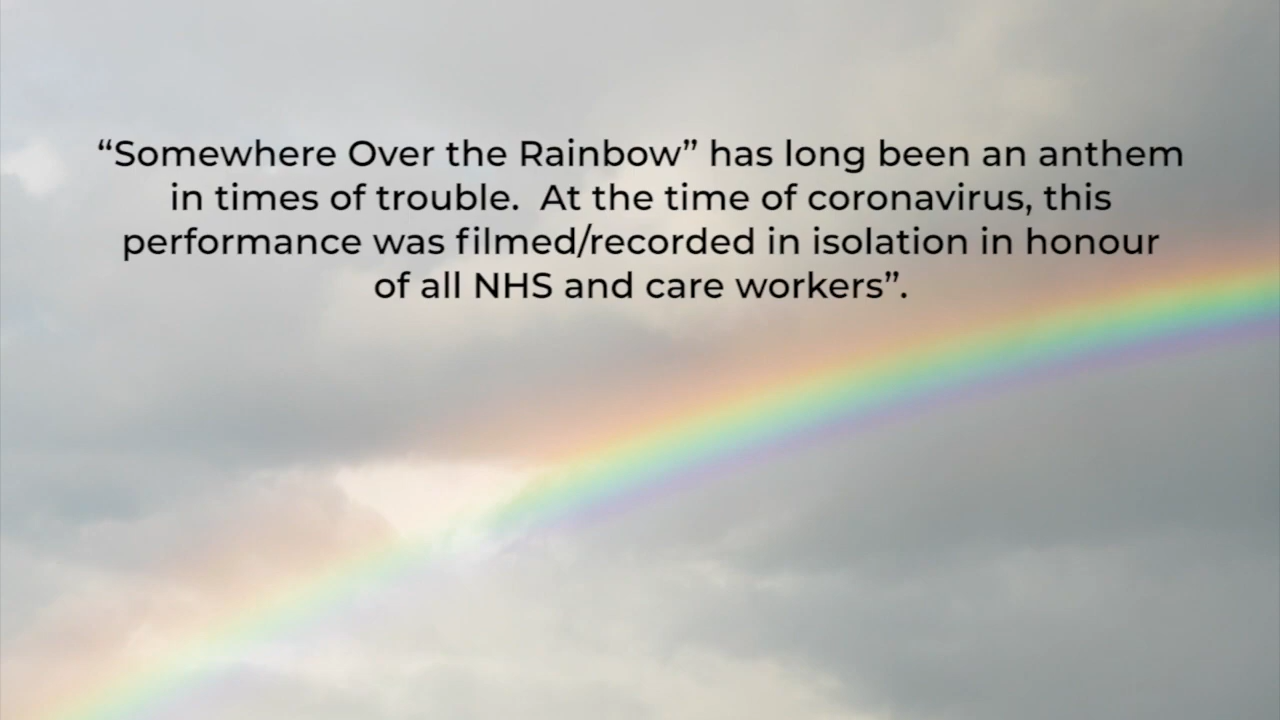 “Somewhere Over the Rainbow” has long been an anthem
in times of trouble.  At the time of coronavirus, this
performance was filmed/recorded in isolation in honour
of all NHS and care workers”.